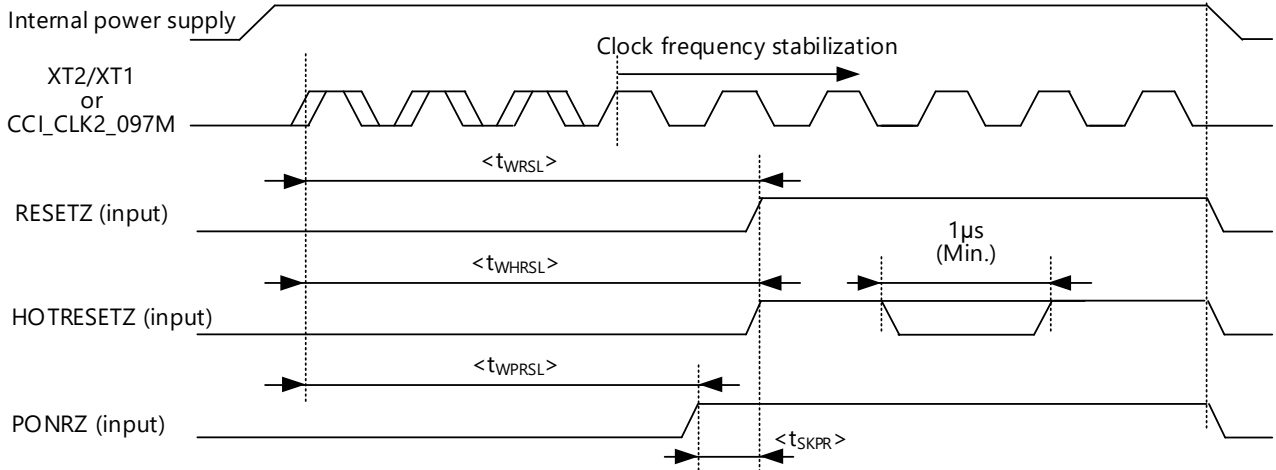 Internal power supply
Clock frequency stabilization
XT2/XT1
or
CCI_CLK2_097M
<tWRSL>
RESETZ (input)
1µs
(Min.)
<tWHRSL>
HOTRESETZ (input)
<tWPRSL>
PONRZ (input)
<tSKPR>